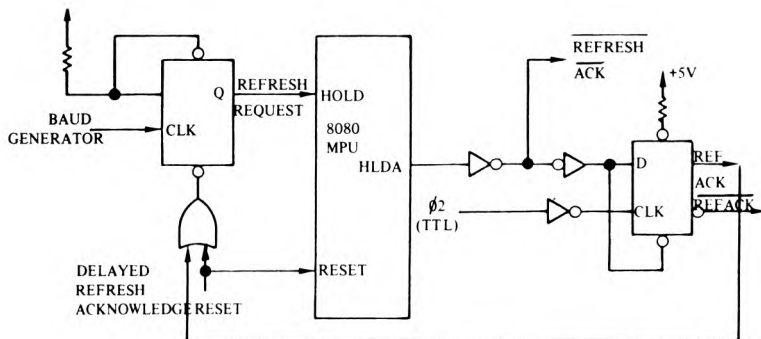 REFRESH
ACK
+5V
Q
REFRESH
REQUEST
BAUD
GENERATOR
CLK
HOLD
8080
MPU
HLDA
D
REF
ACK
REFACK
CLK
ϕ2
(TTL)
RESET
DELAYED
REFRESH
ACKNOWLEDGE
RESET